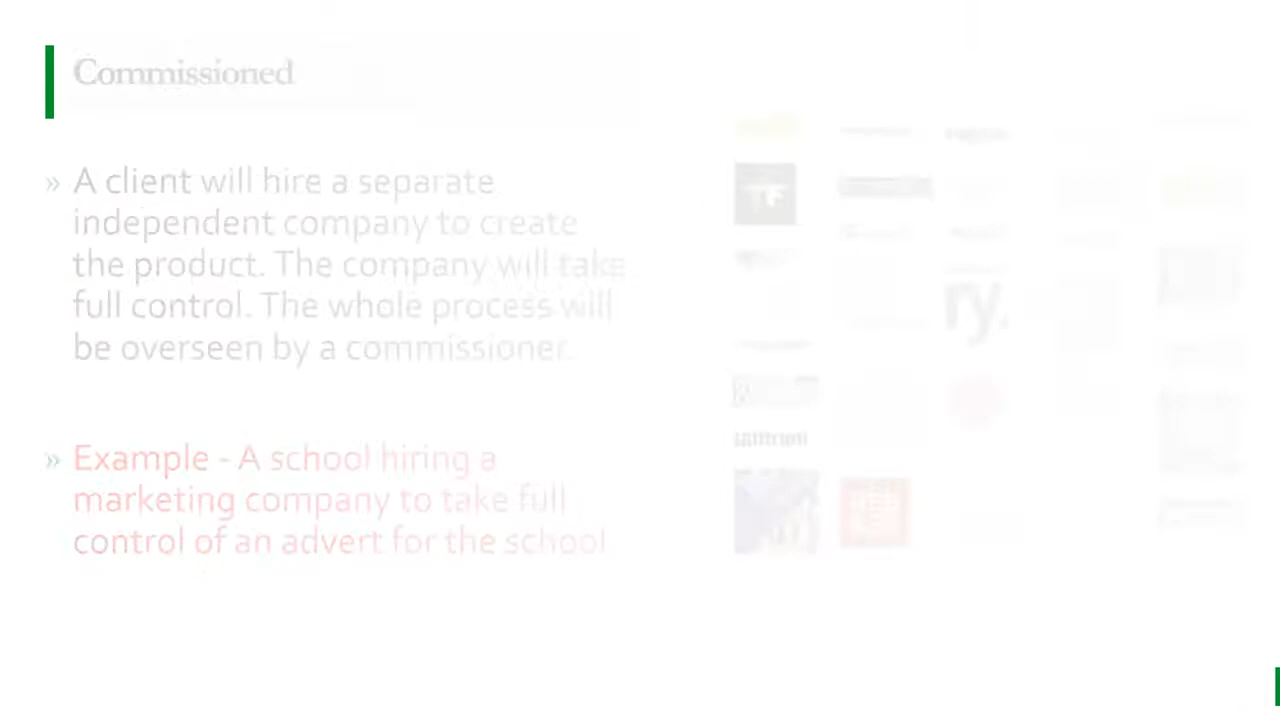 Commissioned
» A client will hire a separate
independent company to create
the product. The company will take
full control. The whole process will
be overseen by a commissioner.
» Example - A school hiring a
marketing company to take full
control of an advert for the school
TF
ry.